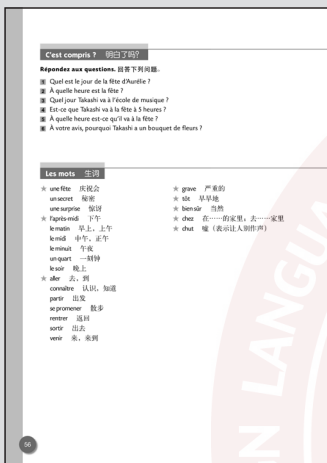 C'est compris ? 明白了吗?
Répondez aux questions. 回答下列问题。
1 Quel est le jour de la fête d'Aurélie ?
2 À quelle heure est la fête ?
3 Quel jour Takashi va à l'école de musique ?
4 Est-ce que Takashi va à la fête à 5 heures ?
5 À quelle heure est-ce qu'il va à la fête ?
6 À votre avis, pourquoi Takashi a un bouquet de fleurs ?
Les mots 生词
★ une fête 庆祝会
un secret 秘密
une surprise 惊讶
★ l'après-midi 下午
le matin 早上, 上午
le midi 中午, 正午
le minuit 午夜
un quart 一刻钟
le soir 晚上
★ aller 去, 到
connaître 认识, 知道
partir 出发
se promener 散步
rentrer 返回
sortir 出去
venir 来, 来到
★ grave 严重的
★ tôt 早早地
★ bien sûr 当然
★ chez 在……的家里; 去……家里
★ chut 嘘 (表示让人别作声)
56
N LANGUA